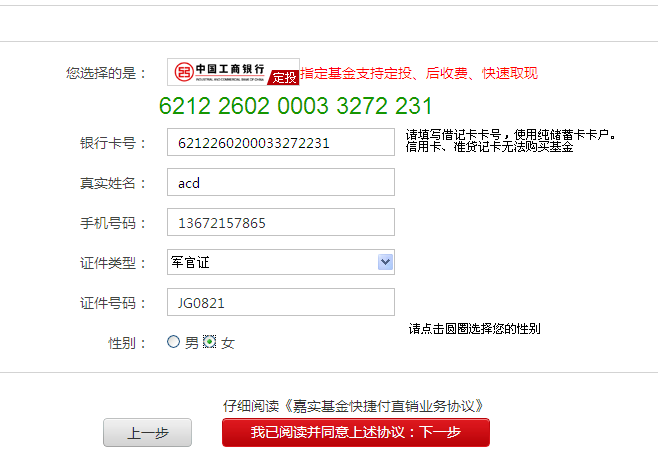 您选择的是： 中国工商银行 定投 指定基金支持定投、后收费、快速取现
INDUSTRIAL AND COMMERCIAL BANK OF CHINA
6212 2602 0003 3272 231
银行卡号： 6212260200033272231 请填写借记卡卡号，使用纯储蓄卡卡户。
信用卡、准贷记卡无法购买基金
真实姓名： acd
手机号码： 13672157865
证件类型： 军官证
证件号码： JG0821
请点击圆圈选择您的性别
性别： 男 女
仔细阅读《嘉实基金快捷付直销业务协议》
上一步 我已阅读并同意上述协议：下一步